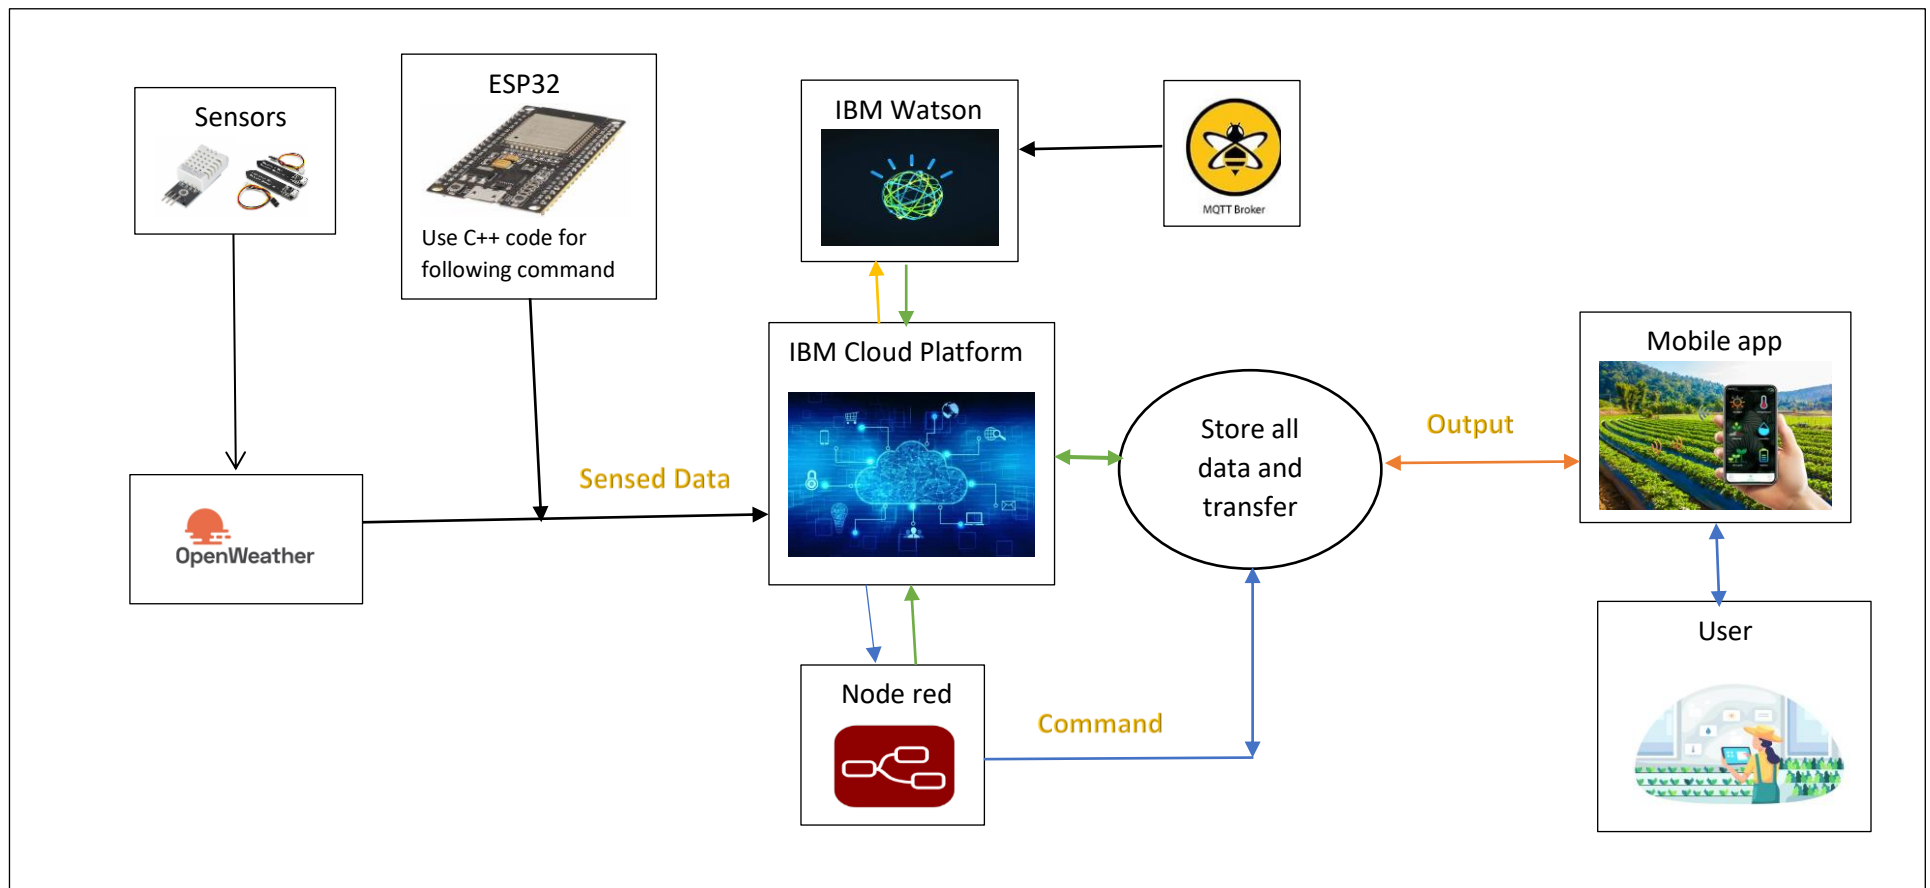 Sensors
ESP32
Use C++ code for
following command
IBM Watson
MQTT Broker
IBM Cloud Platform
Mobile app
Store all
data and
transfer
Output
Sensed Data
OpenWeather
User
Node red
Command